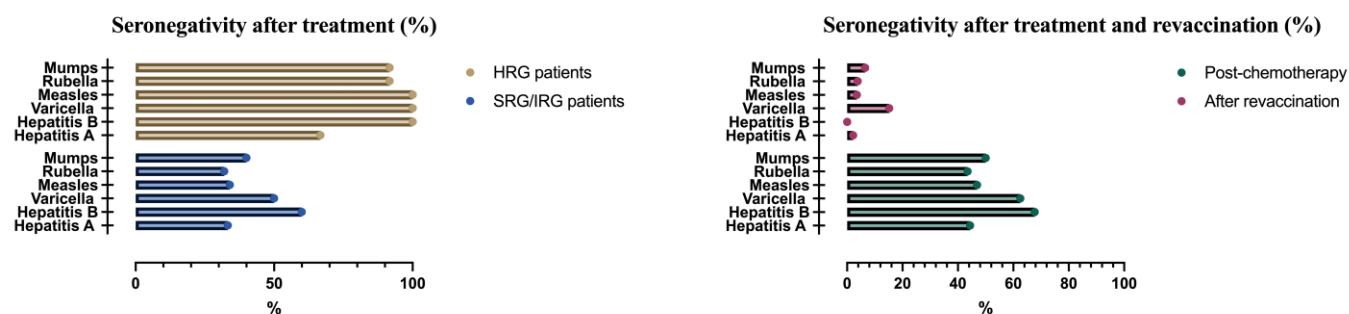 Seronegativity after treatment (%)
Mumps
Rubella
Measles
Varicella
Hepatitis B
Hepatitis A
Mumps
Rubella
Measles
Varicella
Hepatitis B
Hepatitis A
HRG patients
SRG/IRG patients
0 50 100
%
Seronegativity after treatment and revaccination (%)
Mumps
Rubella
Measles
Varicella
Hepatitis B
Hepatitis A
Mumps
Rubella
Measles
Varicella
Hepatitis B
Hepatitis A
Post-chemotherapy
After revaccination
0 20 40 60 80 100
%